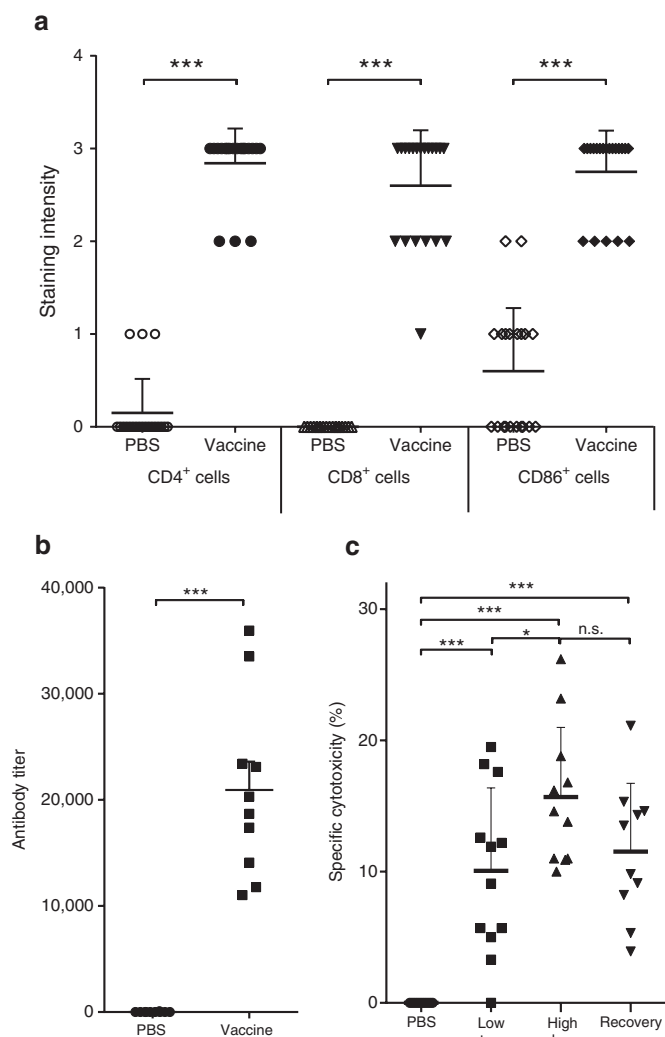 a
4
*** *** ***
3
Staining intensity
2
1
0
PBS Vaccine PBS Vaccine PBS Vaccine
CD4+ cells CD8+ cells CD86+ cells
b
40,000
***
30,000
Antibody titer
20,000
10,000
0
PBS Vaccine
c
***
30
***
*** * n.s.
Specific cytotoxicity (%)
20
10
0
PBS Low High Recovery